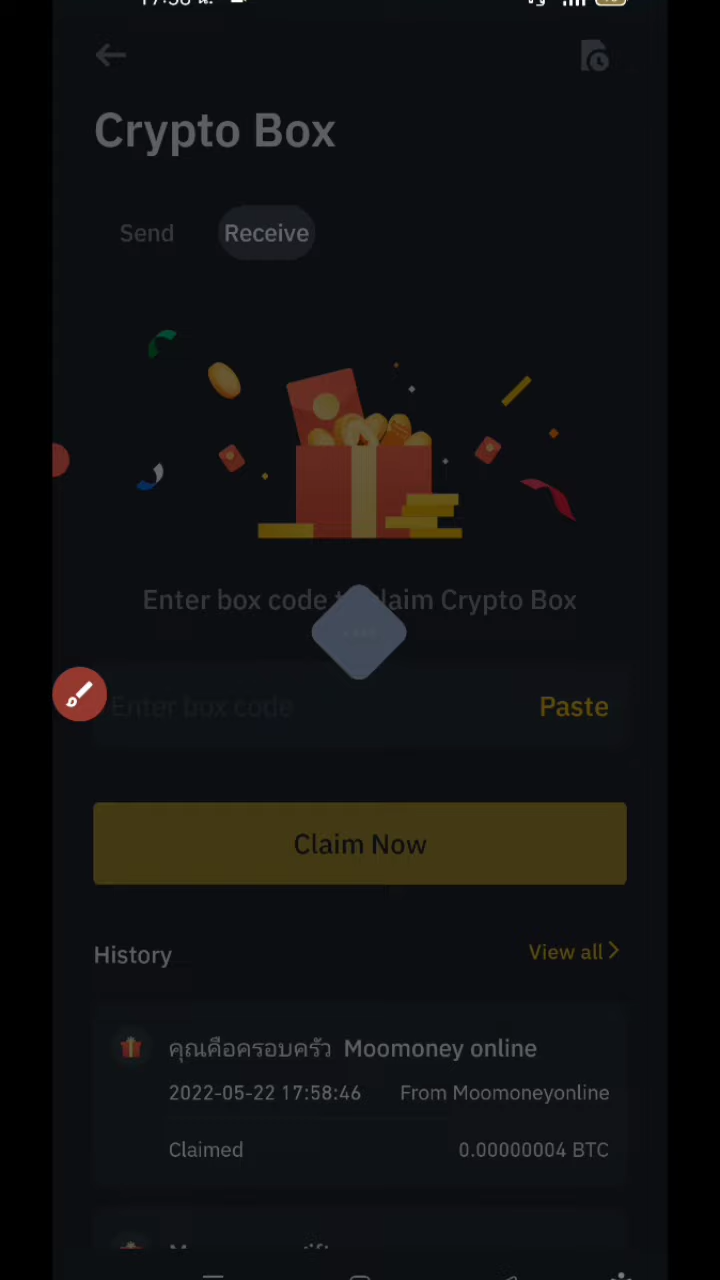 Crypto Box
Send Receive
Enter box code claim Crypto Box
Enter box code Paste
Claim Now
History View all
คุณคือครอบครัว Moomoney online
2022-05-22 17:58:46 From Moomoneyonline
Claimed 0.00000004 BTC